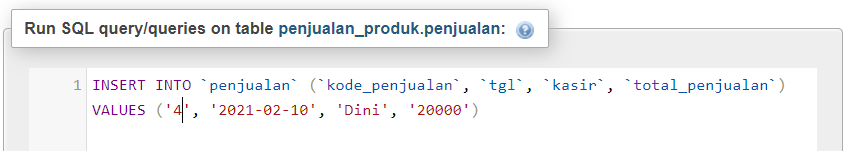 Run SQL query/queries on table penjualan_produk.penjualan:
1 INSERT INTO `penjualan` (`kode_penjualan`, `tgl`, `kasir`, `total_penjualan`)
VALUES ('4', '2021-02-10', 'Dini', '20000')